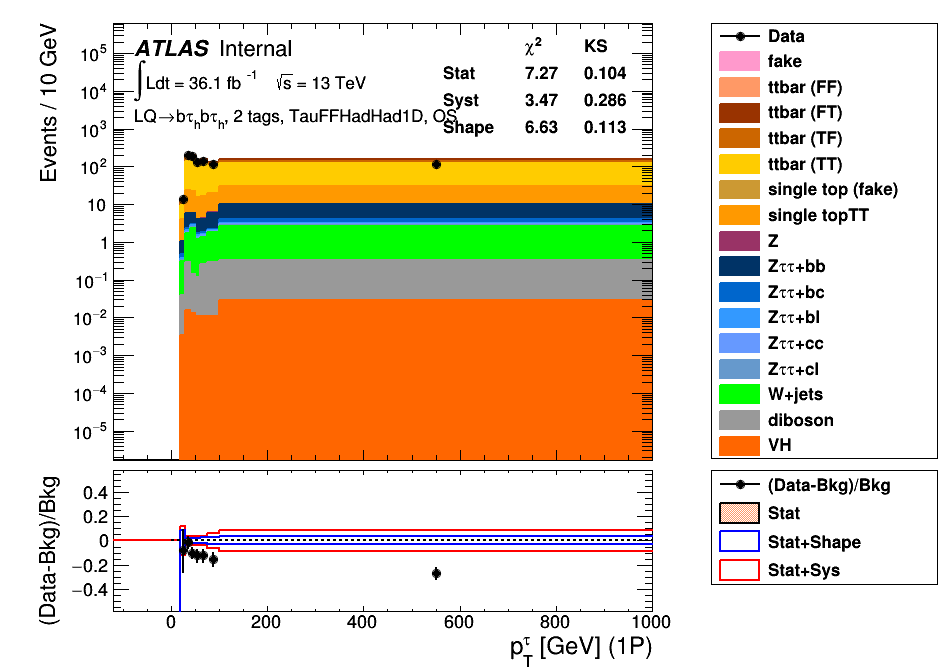 ATLAS Internal
∫Ldt = 36.1 fb⁻¹ √s = 13 TeV
LQ→bτₕbτₕ, 2 tags, TauFFHadHad1D, OS
χ² KS
Stat 7.27 0.104
Syst 3.47 0.286
Shape 6.63 0.113
Events / 10 GeV
10⁵
10⁴
10³
10²
10
1
10⁻¹
10⁻²
10⁻³
10⁻⁴
10⁻⁵
Data
fake
ttbar (FF)
ttbar (FT)
ttbar (TF)
ttbar (TT)
single top (fake)
single topTT
Z
Zττ+bb
Zττ+bc
Zττ+bl
Zττ+cc
Zττ+cl
W+jets
diboson
VH
(Data-Bkg)/Bkg
0.4
0.2
0
−0.2
−0.4
0 200 400 600 800 1000
p_T^τ [GeV] (1P)
(Data-Bkg)/Bkg
Stat
Stat+Shape
Stat+Sys